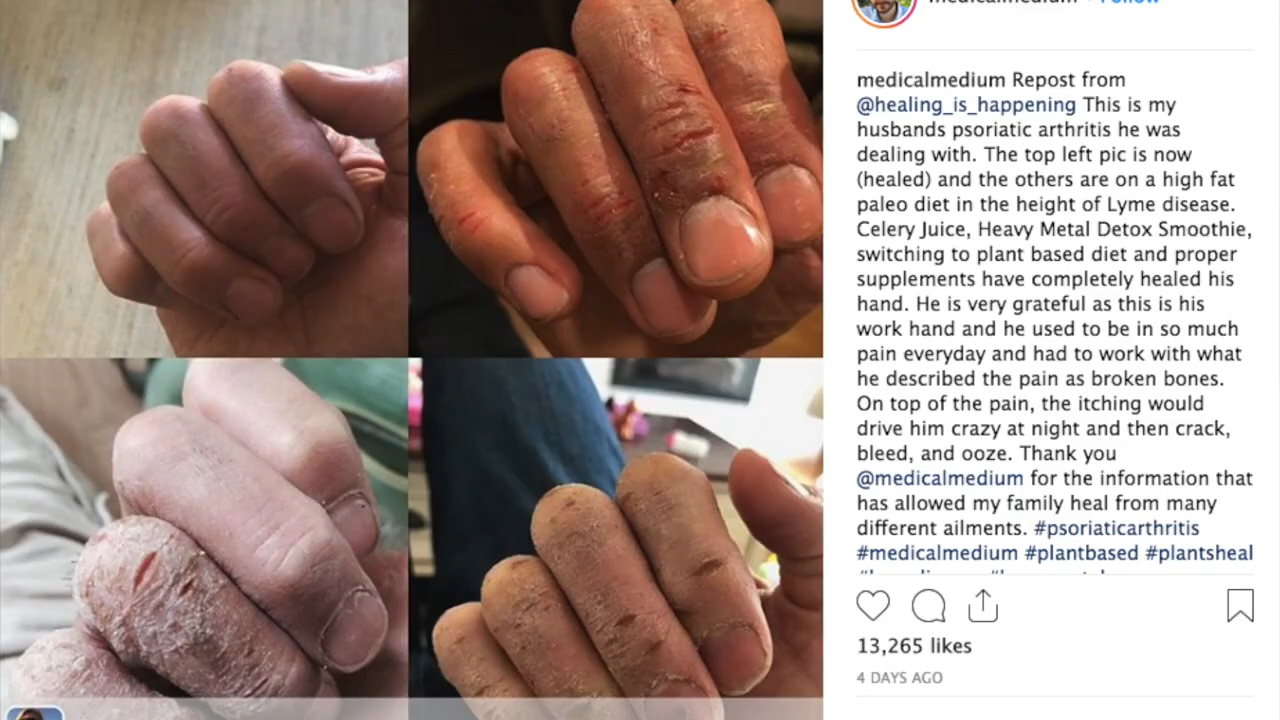 medicalmedium • Follow
medicalmedium Repost from
@healing_is_happening This is my
husbands psoriatic arthritis he was
dealing with. The top left pic is now
(healed) and the others are on a high fat
paleo diet in the height of Lyme disease.
Celery Juice, Heavy Metal Detox Smoothie,
switching to plant based diet and proper
supplements have completely healed his
hand. He is very grateful as this is his
work hand and he used to be in so much
pain everyday and had to work with what
he described the pain as broken bones.
On top of the pain, the itching would
drive him crazy at night and then crack,
bleed, and ooze. Thank you
@medicalmedium for the information that
has allowed my family heal from many
different ailments. #psoriaticarthritis
#medicalmedium #plantbased #plantsheal
13,265 likes
4 DAYS AGO